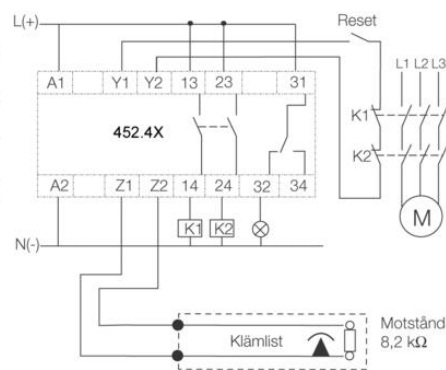 L(+)
Reset
L1 L2 L3
A1 Y1 Y2 13 23 31
K1
452.4X
K2
A2 Z1 Z2 14 24 32 34
K1 K2
M
N(-)
Klämlist
Motstånd
8,2 kΩ